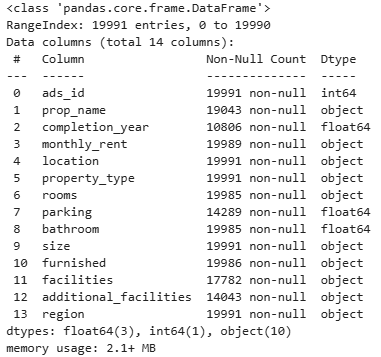 <class 'pandas.core.frame.DataFrame'>
RangeIndex: 19991 entries, 0 to 19990
Data columns (total 14 columns):
 #   Column                 Non-Null Count  Dtype
---  ------                 --------------  -----
 0   ads_id                 19991 non-null  int64
 1   prop_name              19043 non-null  object
 2   completion_year        10806 non-null  float64
 3   monthly_rent           19989 non-null  object
 4   location               19991 non-null  object
 5   property_type          19991 non-null  object
 6   rooms                  19985 non-null  object
 7   parking                14289 non-null  float64
 8   bathroom               19985 non-null  float64
 9   size                   19991 non-null  object
 10  furnished              19986 non-null  object
 11  facilities             17782 non-null  object
 12  additional_facilities  14043 non-null  object
 13  region                 19991 non-null  object
dtypes: float64(3), int64(1), object(10)
memory usage: 2.1+ MB